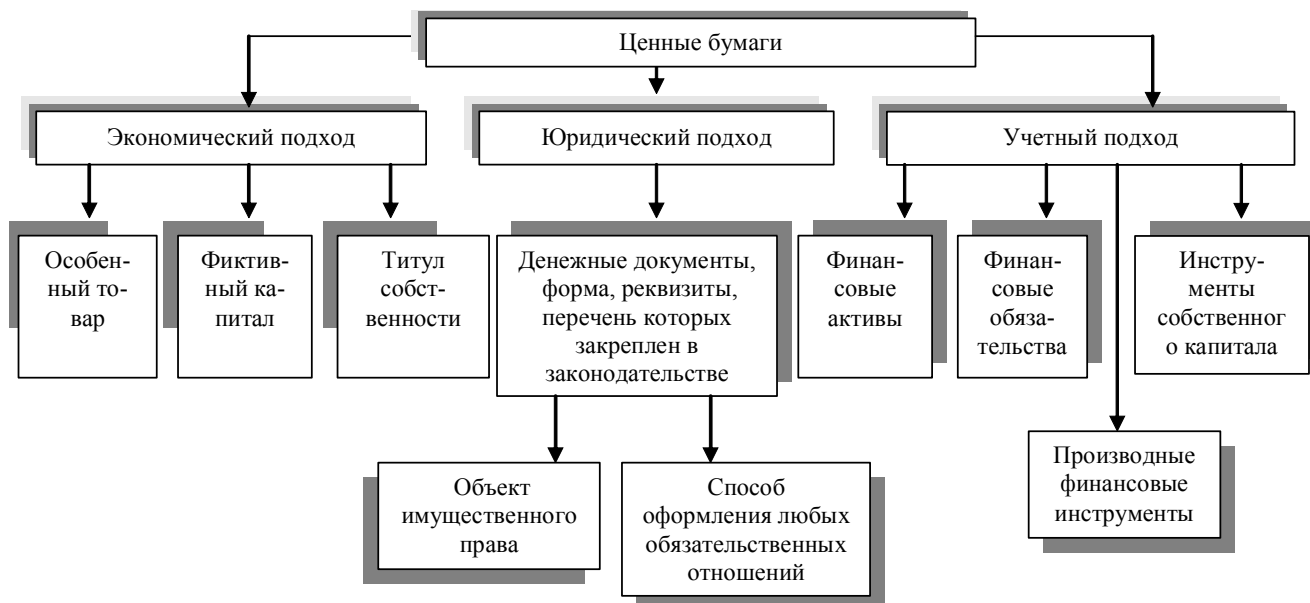 Ценные бумаги
Экономический подход
Юридический подход
Учетный подход
Особен-
ный то-
вар
Фиктив-
ный ка-
питал
Титул
собст-
венности
Денежные документы,
форма, реквизиты,
перечень которых
закреплен в
законодательстве
Финан-
совые
активы
Финан-
совые
обяза-
тельства
Инстру-
менты
собственног
о капитала
Объект
имущественного
права
Способ
оформления любых
обязательственных
отношений
Производные
финансовые
инструменты